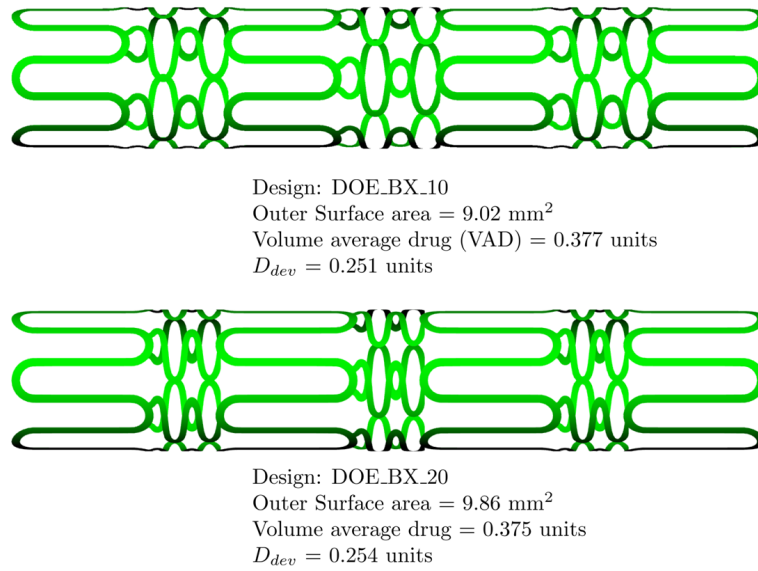 Design: DOE_BX_10
Outer Surface area = 9.02 mm²
Volume average drug (VAD) = 0.377 units
D_dev = 0.251 units
Design: DOE_BX_20
Outer Surface area = 9.86 mm²
Volume average drug = 0.375 units
D_dev = 0.254 units